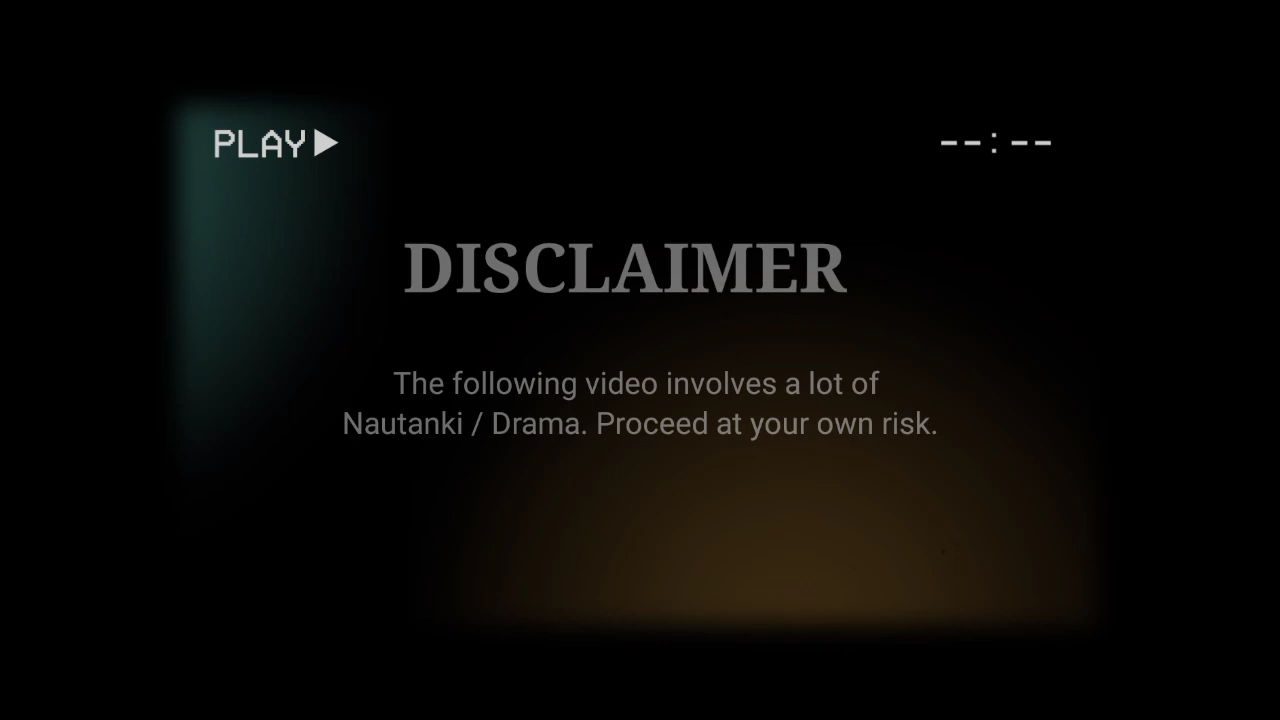 PLAY▶ --:--
DISCLAIMER
The following video involves a lot of
Nautanki / Drama. Proceed at your own risk.